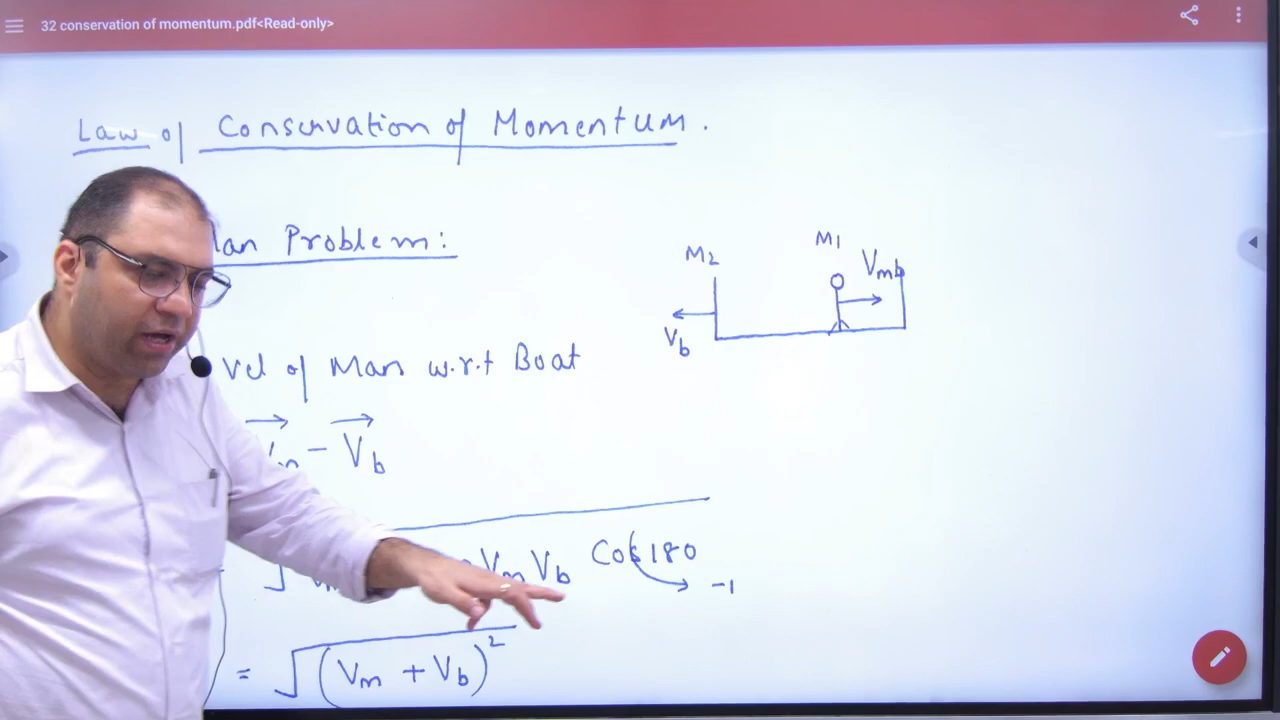 32 conservation of momentum.pdf<Read-only>
Law of Conservation of Momentum.
Problem:
M2
M1
Vmb
Vb
vel of Man w.r.t Boat
- Vb
Vm Vb Cos 180
-1
= √(Vm + Vb)²